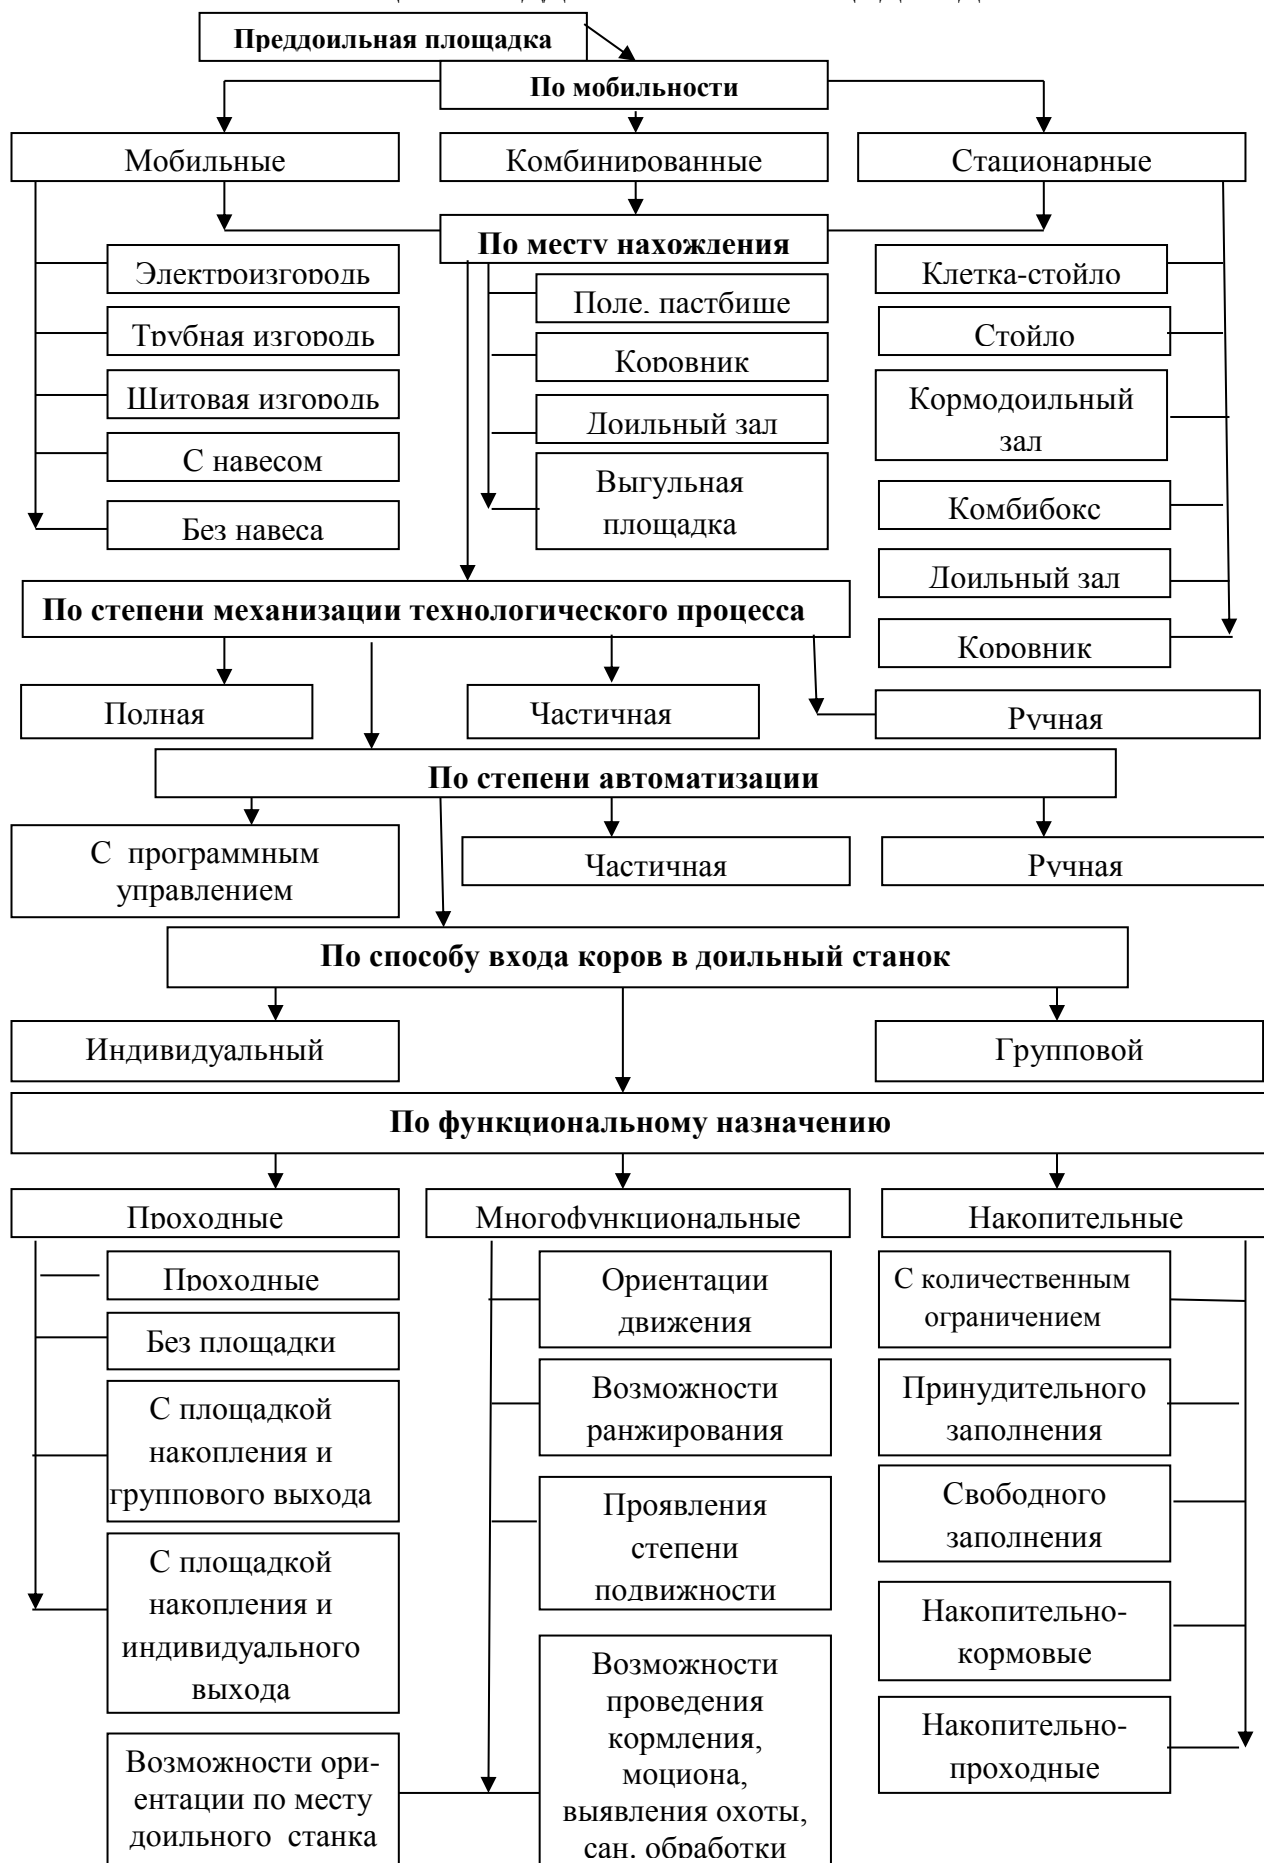 Преддоильная площадка
По мобильности
Мобильные
Комбинированные
Стационарные
По месту нахождения
Электроизгородь
Трубная изгородь
Щитовая изгородь
С навесом
Без навеса
Поле, пастбище
Коровник
Доильный зал
Выгульная
площадка
Клетка-стойло
Стойло
Кормодоильный
зал
Комбибокс
Доильный зал
Коровник
По степени механизации технологического процесса
Полная
Частичная
Ручная
По степени автоматизации
С программным
управлением
Частичная
Ручная
По способу входа коров в доильный станок
Индивидуальный
Групповой
По функциональному назначению
Проходные
Многофункциональные
Накопительные
Проходные
Без площадки
С площадкой
накопления и
группового выхода
С площадкой
накопления и
индивидуального
выхода
Возможности ори-
ентации по месту
доильного станка
Ориентации
движения
Возможности
ранжирования
Проявления
степени
подвижности
Возможности
проведения
кормления,
моциона,
выявления охоты,
сан. обработки
С количественным
ограничением
Принудительного
заполнения
Свободного
заполнения
Накопительно-
кормовые
Накопительно-
проходные